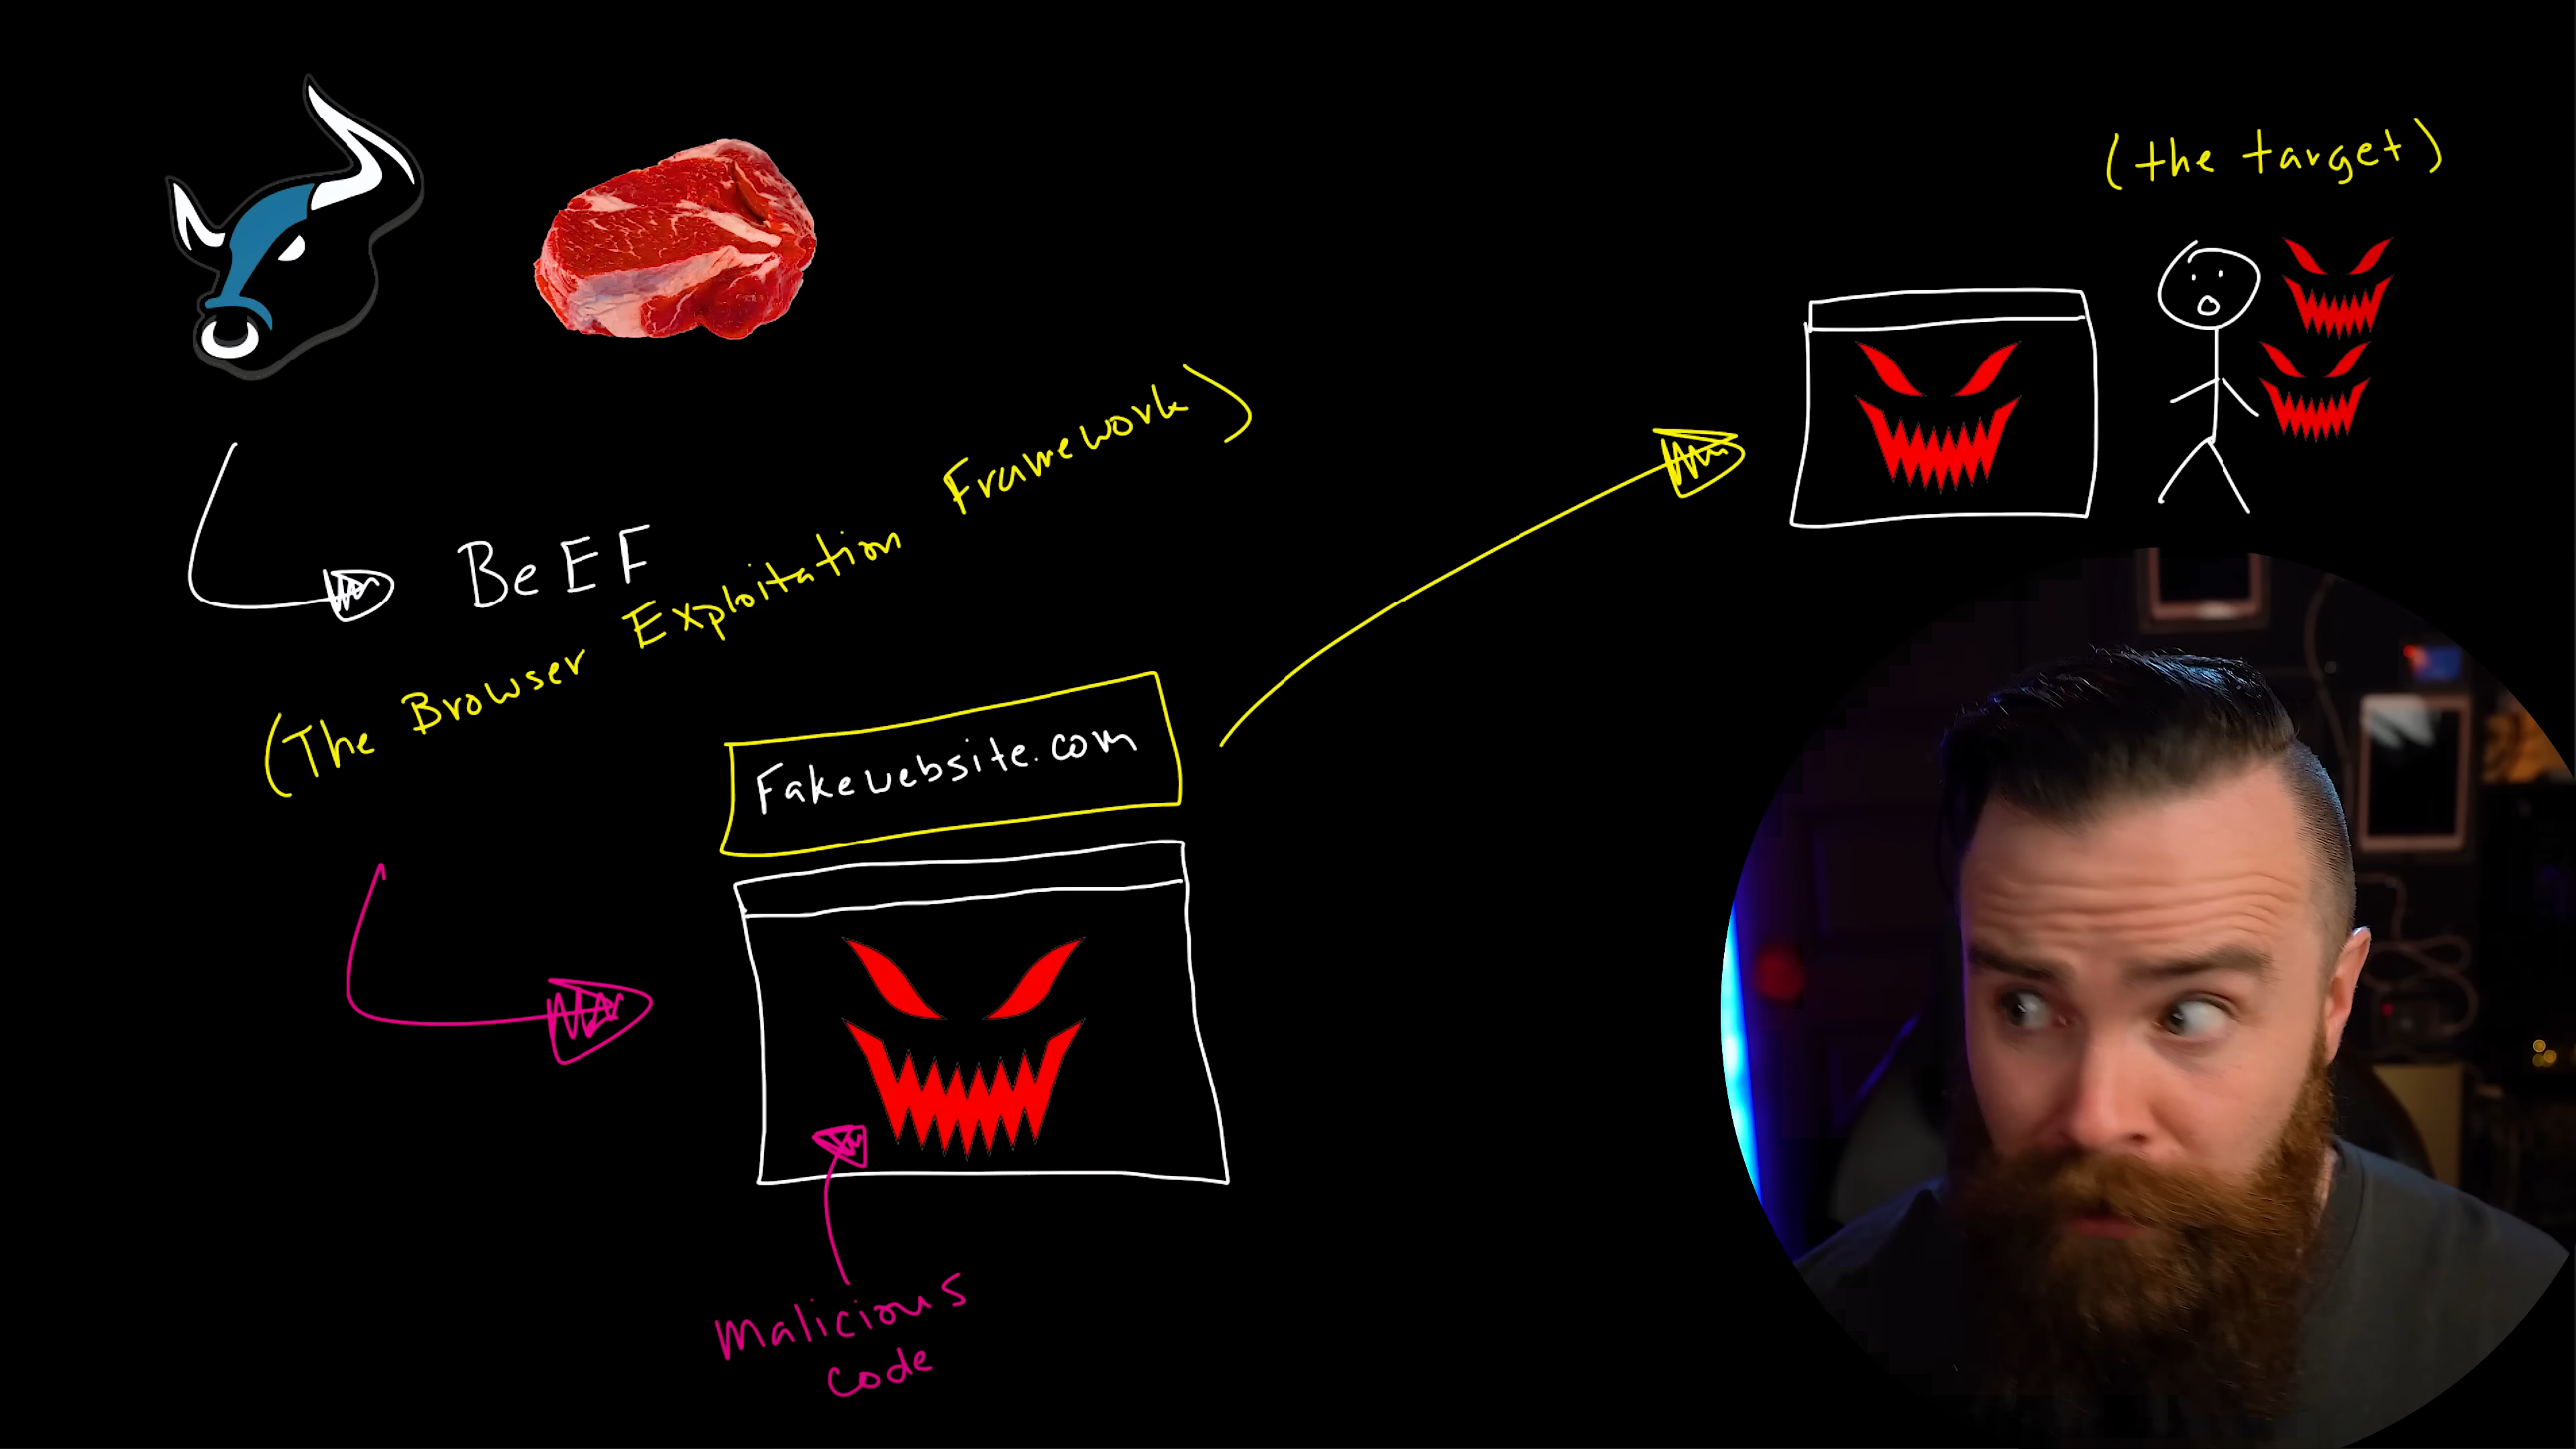 (the target)
BeEF
(The Browser Exploitation Framework)
Fakewebsite.com
Malicious
code